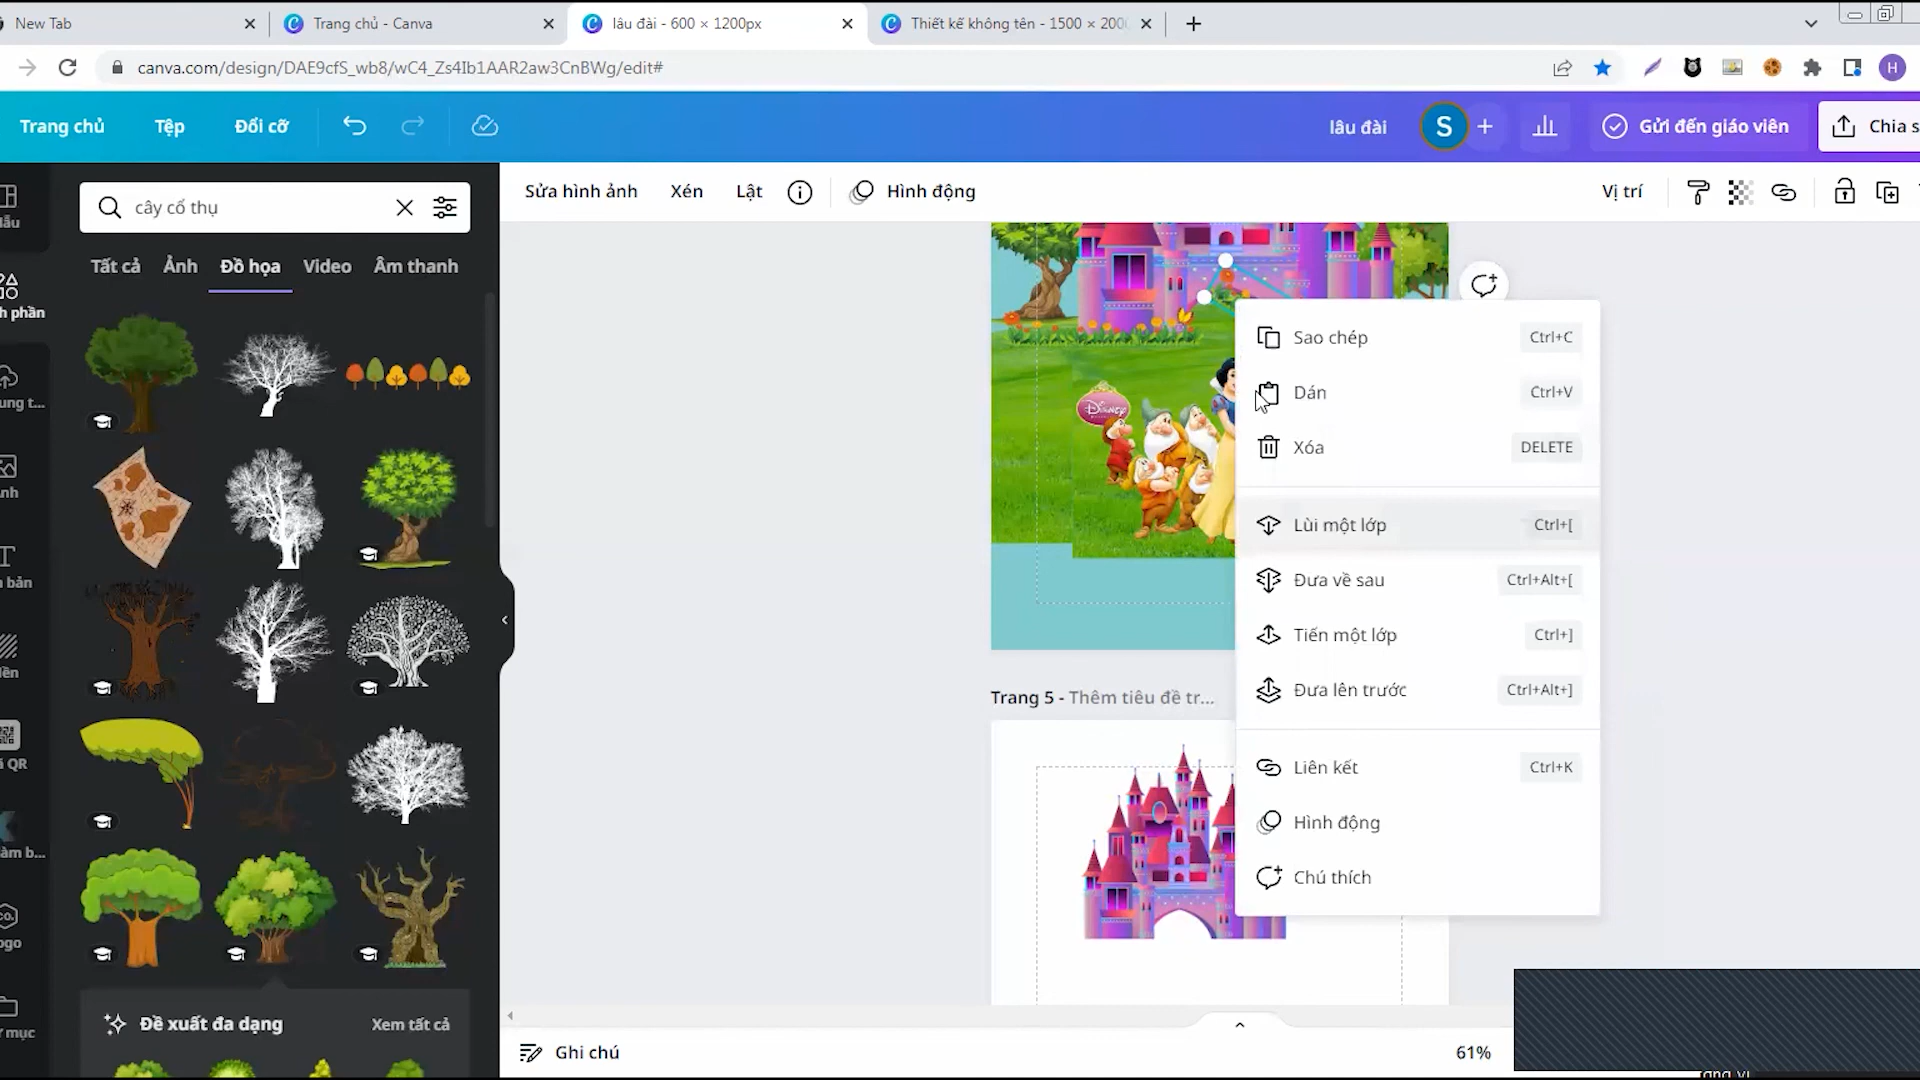 New Tab
Trang chủ - Canva
lâu đài - 600 × 1200px
Thiết kế không tên - 1500 × 200
canva.com/design/DAE9cfS_wb8/wC4_Zs4Ib1AAR2aw3CnBWg/edit#
H
Trang chủ
Tệp
Đổi cỡ
lâu đài
S
Gửi đến giáo viên
Chia s
cây cổ thụ
Sửa hình ảnh
Xén
Lật
Hình động
Vị trí
Tất cả
Ảnh
Đồ họa
Video
Âm thanh
h phần
ung t...
bản
QR
àm b...
co.
ogo
mục
Disney
Sao chép
Ctrl+C
Dán
Ctrl+V
Xóa
DELETE
Lùi một lớp
Ctrl+[
Đưa về sau
Ctrl+Alt+[
Tiến một lớp
Ctrl+]
Đưa lên trước
Ctrl+Alt+]
Liên kết
Ctrl+K
Hình động
Chú thích
Trang 5 - Thêm tiêu đề tr...
Đề xuất đa dạng
Xem tất cả
Ghi chú
61%